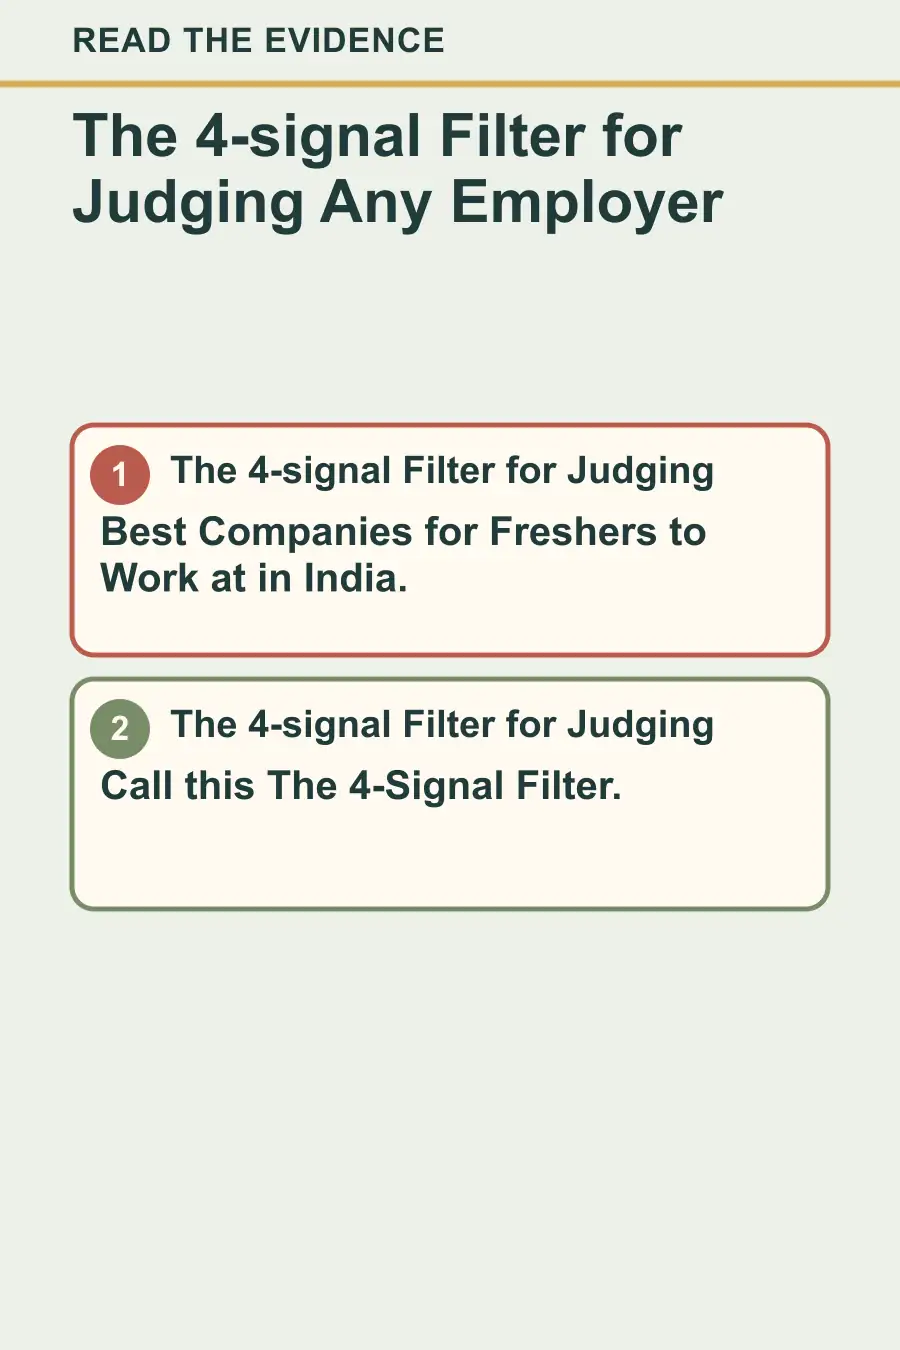 READ THE EVIDENCE
The 4-signal Filter for
Judging Any Employer
1 The 4-signal Filter for Judging
Best Companies for Freshers to
Work at in India.
2 The 4-signal Filter for Judging
Call this The 4-Signal Filter.